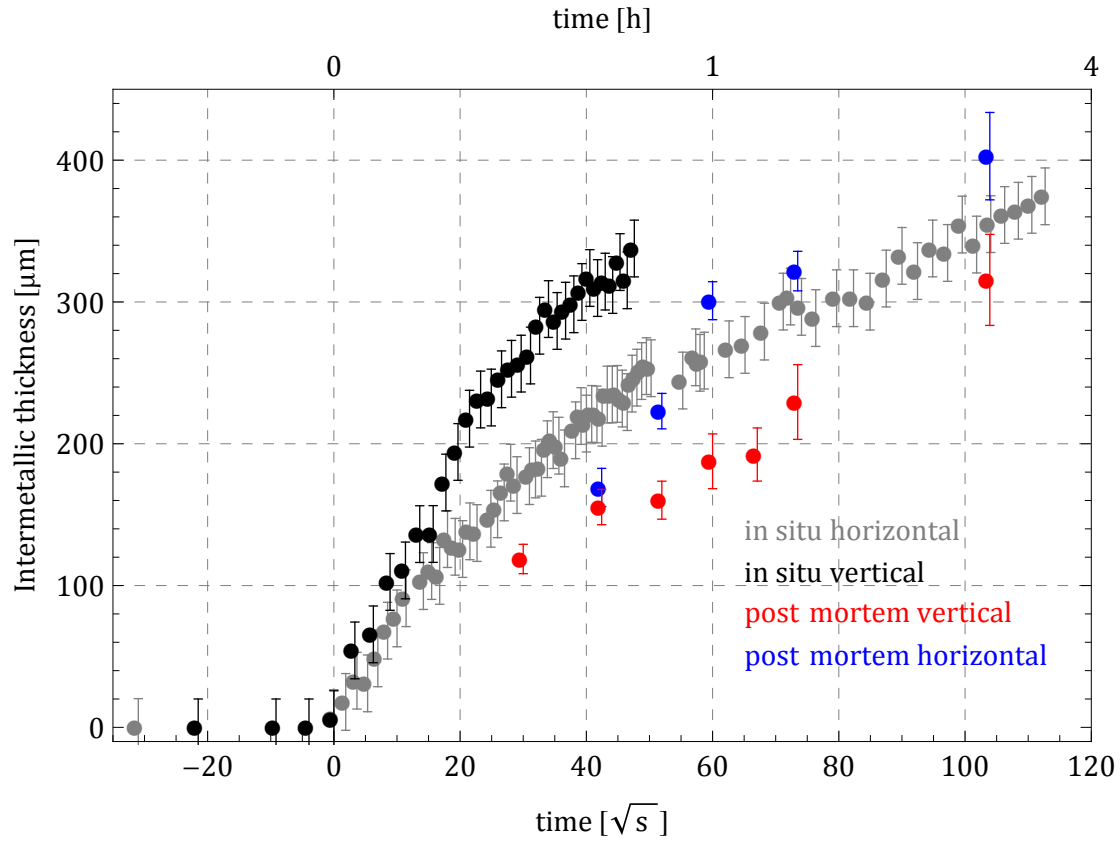 time [h]
0 1 4
Intermetallic thickness [µm]
400
300
200
100
0
in situ horizontal
in situ vertical
post mortem vertical
post mortem horizontal
−20 0 20 40 60 80 100 120
time [√s]